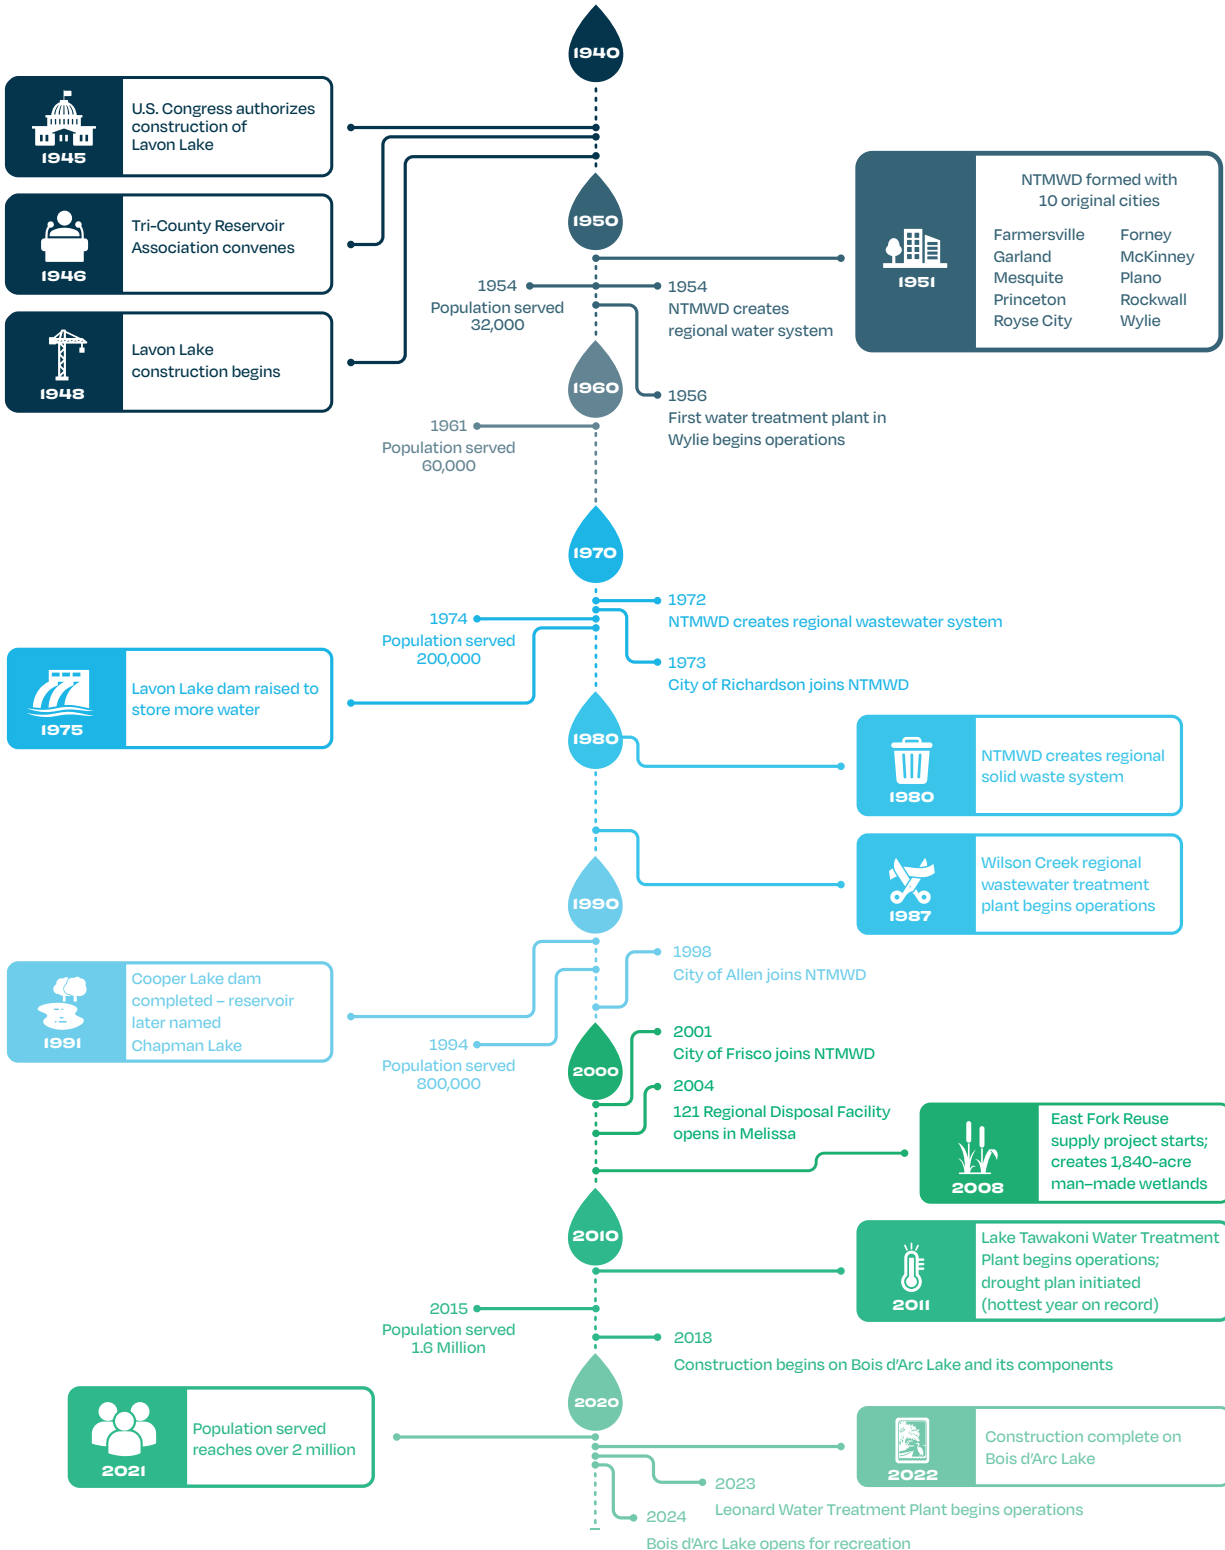 1940
U.S. Congress authorizes
construction of
Lavon Lake
1945
Tri-County Reservoir
Association convenes
1946
Lavon Lake
construction begins
1948
1950
NTMWD formed with
10 original cities
Farmersville
Garland
Mesquite
Princeton
Royse City
Forney
McKinney
Plano
Rockwall
Wylie
1951
1954
Population served
32,000
1954
NTMWD creates
regional water system
1956
First water treatment plant in
Wylie begins operations
1960
1961
Population served
60,000
1970
1972
NTMWD creates regional wastewater system
1973
City of Richardson joins NTMWD
1974
Population served
200,000
Lavon Lake dam raised to
store more water
1975
1980
NTMWD creates regional
solid waste system
1980
Wilson Creek regional
wastewater treatment
plant begins operations
1987
1990
Cooper Lake dam
completed – reservoir
later named
Chapman Lake
1991
1994
Population served
800,000
1998
City of Allen joins NTMWD
2000
2001
City of Frisco joins NTMWD
2004
121 Regional Disposal Facility
opens in Melissa
East Fork Reuse
supply project starts;
creates 1,840-acre
man–made wetlands
2008
2010
Lake Tawakoni Water Treatment
Plant begins operations;
drought plan initiated
(hottest year on record)
2011
2015
Population served
1.6 Million
2018
Construction begins on Bois d'Arc Lake and its components
2020
Population served
reaches over 2 million
2021
Construction complete on
Bois d'Arc Lake
2022
2023
Leonard Water Treatment Plant begins operations
2024
Bois d'Arc Lake opens for recreation